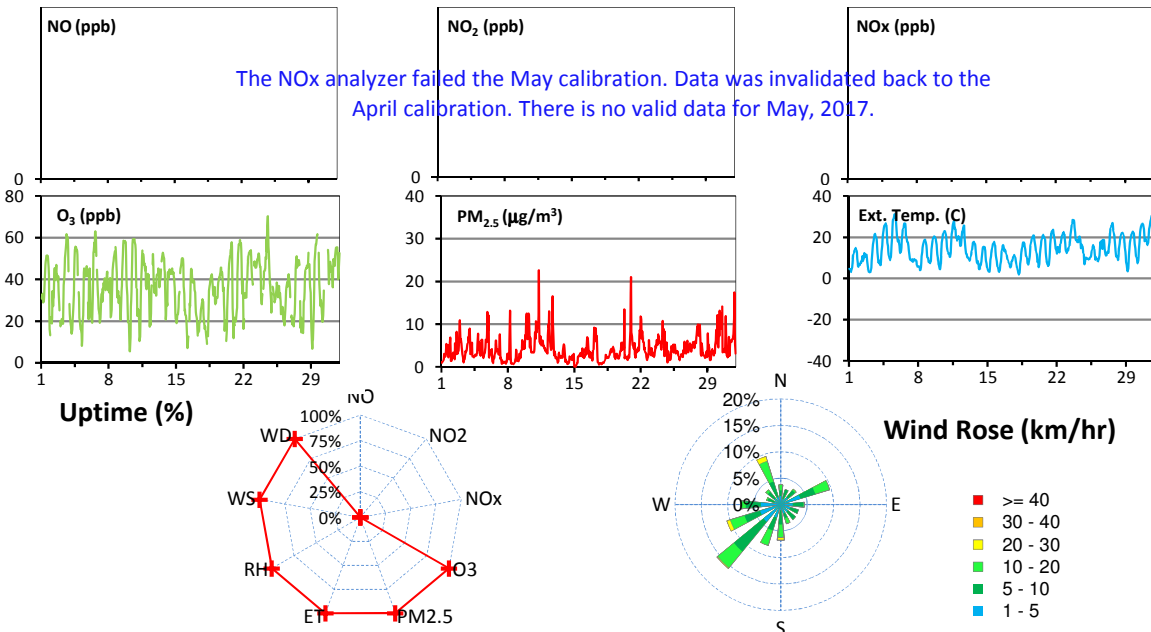 NO (ppb)
NO₂ (ppb)
NOx (ppb)
The NOx analyzer failed the May calibration. Data was invalidated back to the
April calibration. There is no valid data for May, 2017.
0
0
0
80
60
40
20
0
O₃ (ppb)
1 8 15 22 29
40
30
20
10
0
PM₂.₅ (µg/m³)
1 8 15 22 29
40
20
0
-20
-40
Ext. Temp. (C)
1 8 15 22 29
Uptime (%)
100%
75%
50%
25%
0%
NO
NO2
NOx
O3
PM2.5
ET
RH
WS
WD
Wind Rose (km/hr)
20%
15%
10%
5%
0%
N
E
S
W
>= 40
30 - 40
20 - 30
10 - 20
5 - 10
1 - 5